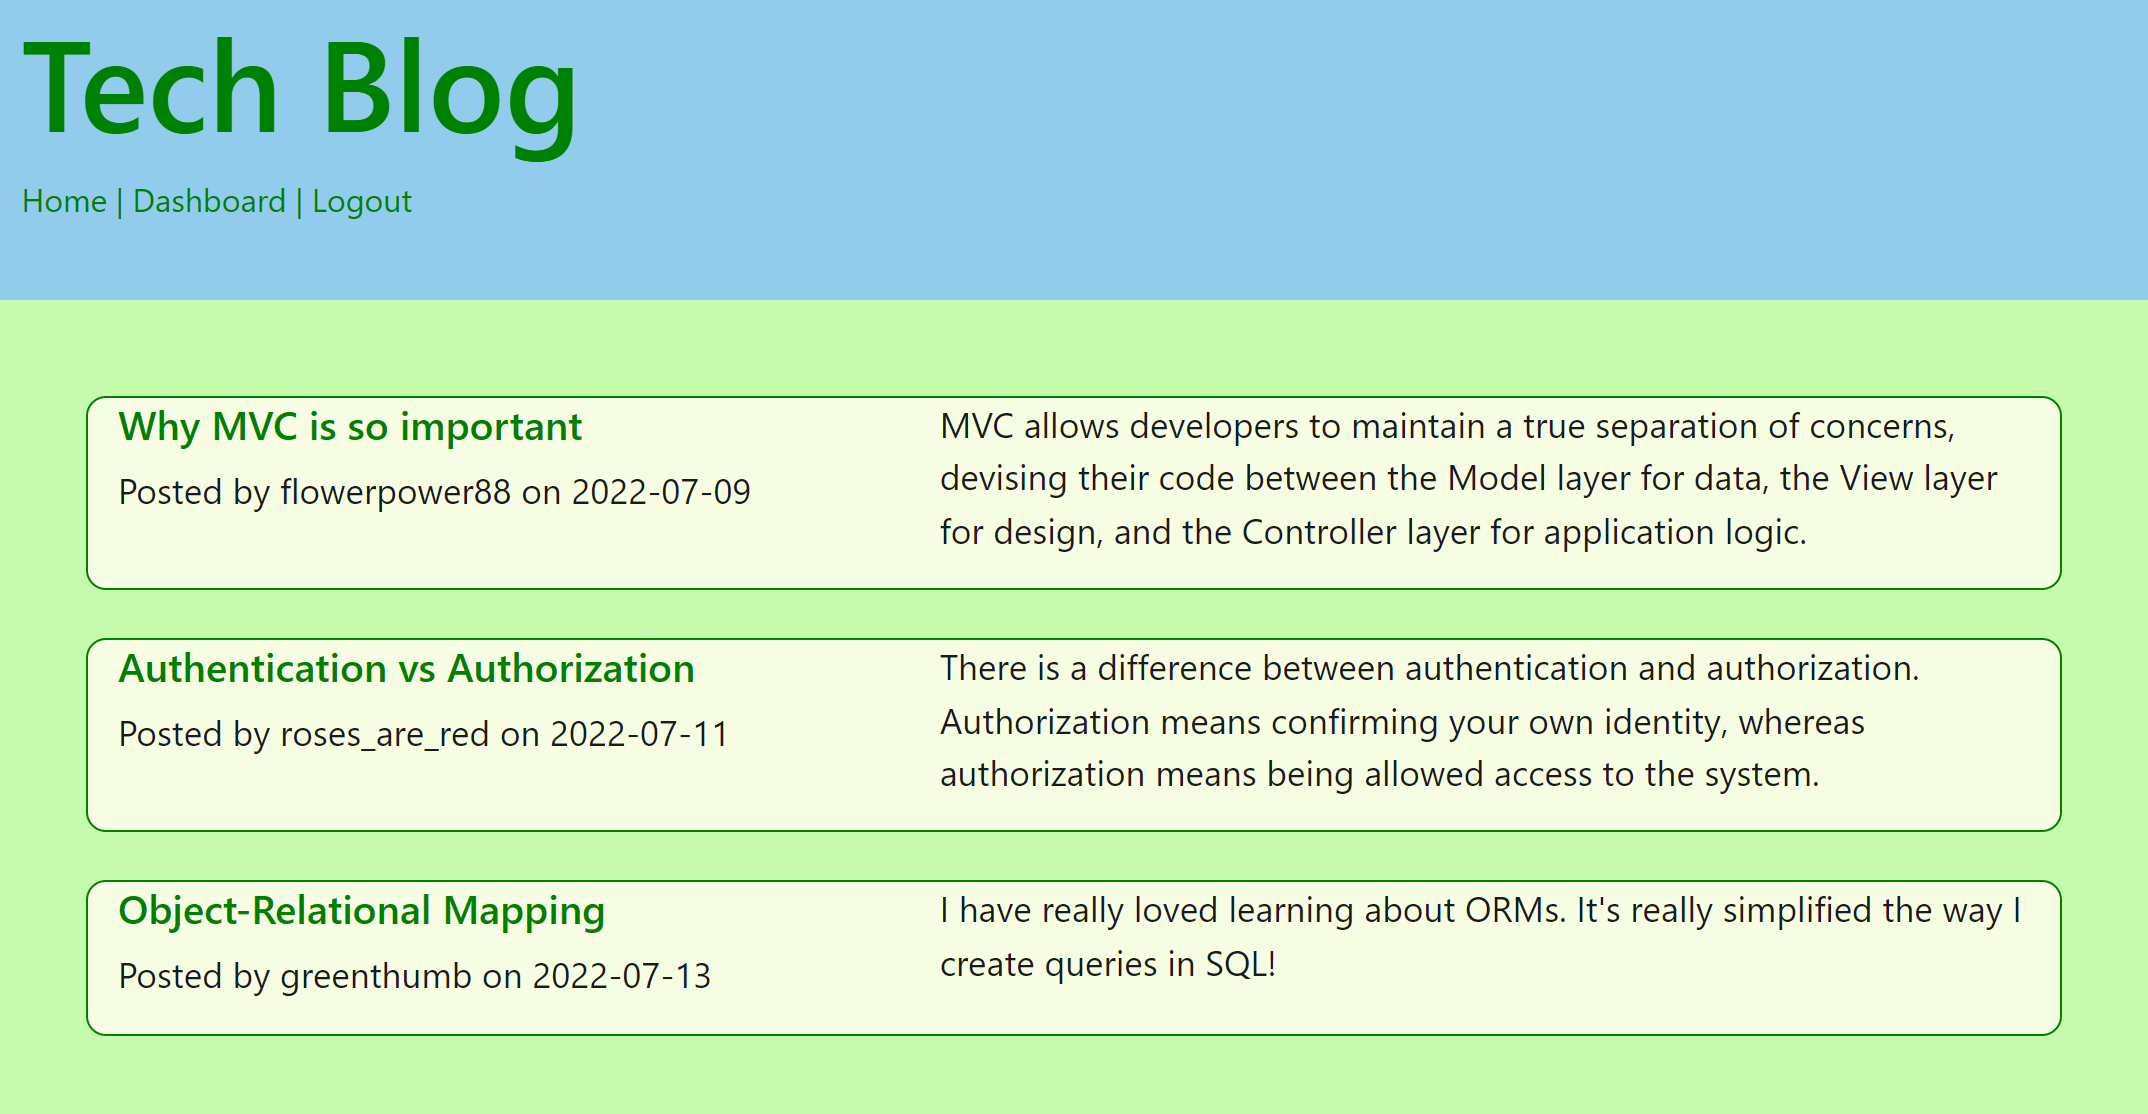 Tech Blog
Home | Dashboard | Logout
Why MVC is so important
Posted by flowerpower88 on 2022-07-09
MVC allows developers to maintain a true separation of concerns,
devising their code between the Model layer for data, the View layer
for design, and the Controller layer for application logic.
Authentication vs Authorization
Posted by roses_are_red on 2022-07-11
There is a difference between authentication and authorization.
Authorization means confirming your own identity, whereas
authorization means being allowed access to the system.
Object-Relational Mapping
Posted by greenthumb on 2022-07-13
I have really loved learning about ORMs. It's really simplified the way I
create queries in SQL!